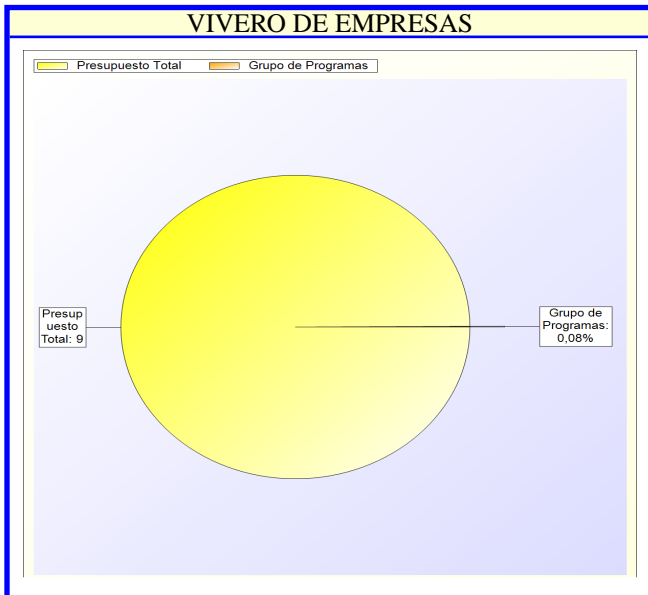 VIVERO DE EMPRESAS
Presupuesto Total
Grupo de Programas
Presup
uesto
Total: 9
Grupo de
Programas:
0,08%